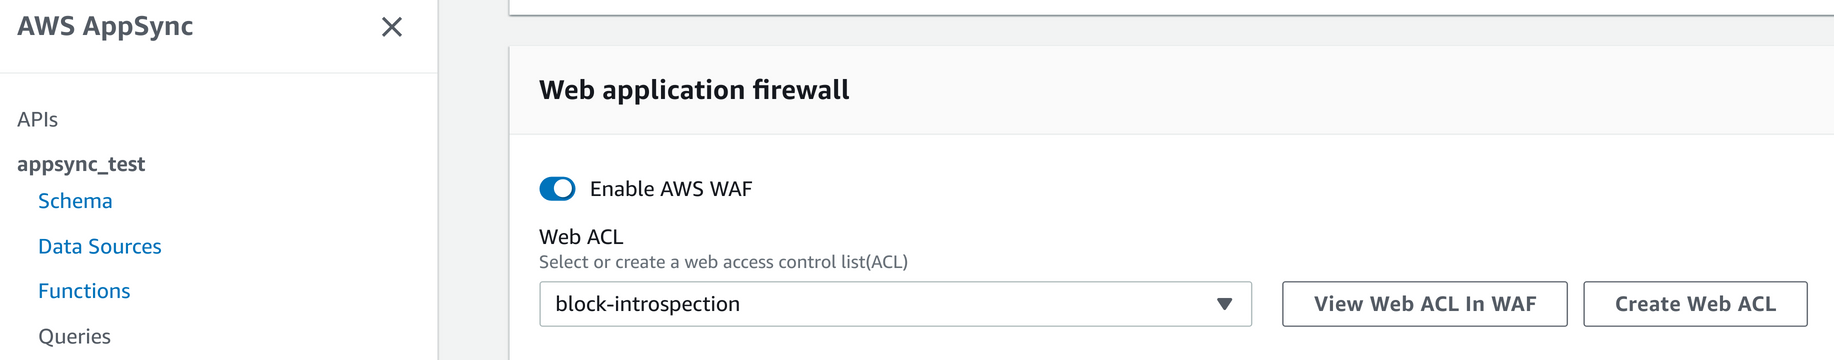 AWS AppSync
APIs
appsync_test
Schema
Data Sources
Functions
Queries
Web application firewall
Enable AWS WAF
Web ACL
Select or create a web access control list(ACL)
block-introspection
View Web ACL In WAF
Create Web ACL